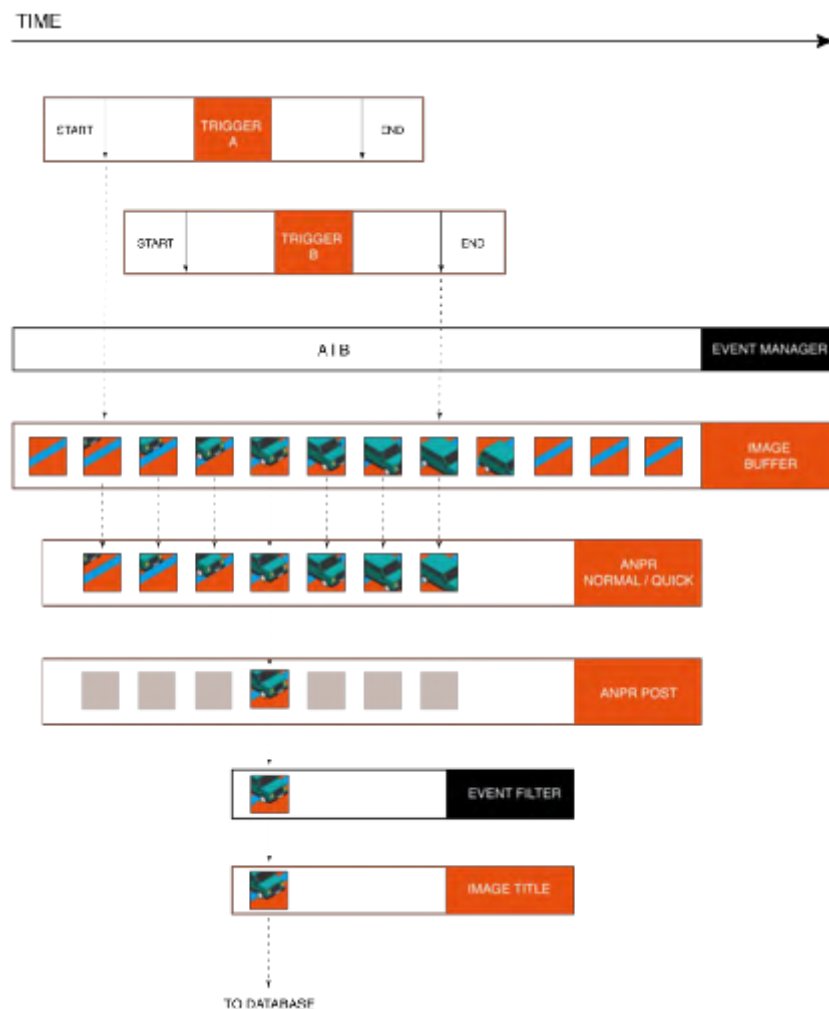 TIME
START
TRIGGER
A
END
START
TRIGGER
B
END
A | B
EVENT MANAGER
IMAGE
BUFFER
ANPR
NORMAL / QUICK
ANPR POST
EVENT FILTER
IMAGE TITLE
TO DATABASE